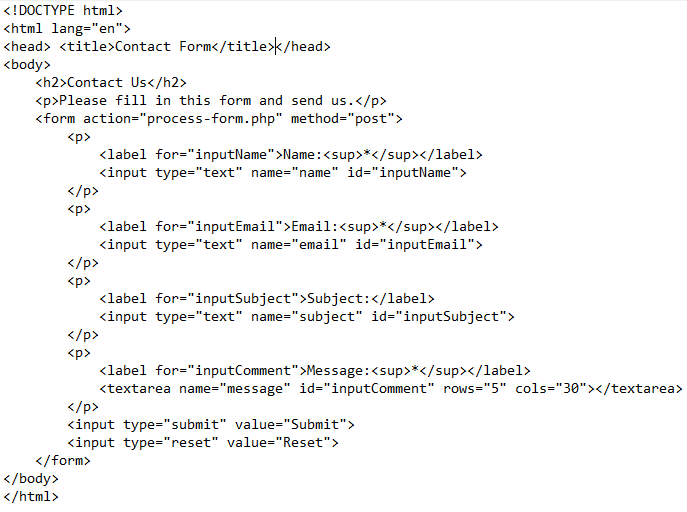 <!DOCTYPE html>
<html lang="en">
<head> <title>Contact Form</title></head>
<body>
    <h2>Contact Us</h2>
    <p>Please fill in this form and send us.</p>
    <form action="process-form.php" method="post">
        <p>
            <label for="inputName">Name:<sup>*</sup></label>
            <input type="text" name="name" id="inputName">
        </p>
        <p>
            <label for="inputEmail">Email:<sup>*</sup></label>
            <input type="text" name="email" id="inputEmail">
        </p>
        <p>
            <label for="inputSubject">Subject:</label>
            <input type="text" name="subject" id="inputSubject">
        </p>
        <p>
            <label for="inputComment">Message:<sup>*</sup></label>
            <textarea name="message" id="inputComment" rows="5" cols="30"></textarea>
        </p>
        <input type="submit" value="Submit">
        <input type="reset" value="Reset">
    </form>
</body>
</html>